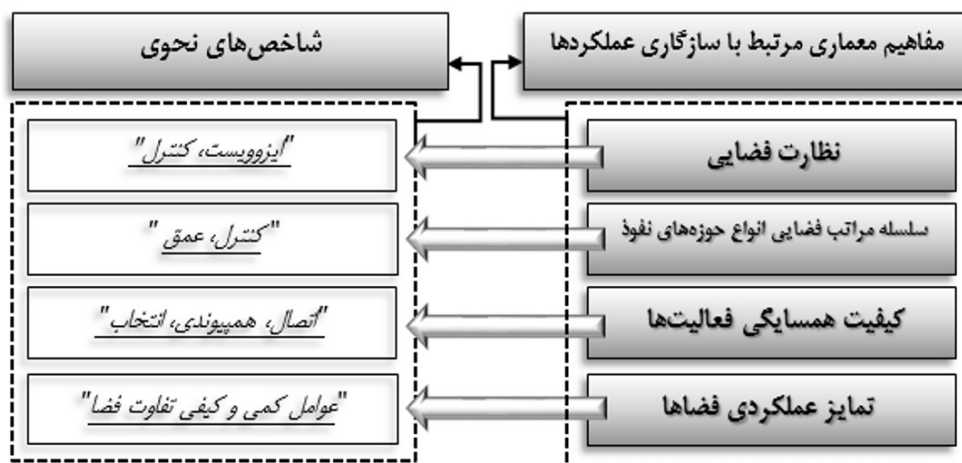 مفاهیم معماری مرتبط با سازگاری عملکردها
شاخص‌های نحوی
نظارت فضایی
"ایزوویست، کنترل"
سلسله مراتب فضایی انواع حوزه‌های نفوذ
"کنترل، عمق"
کیفیت همسایگی فعالیت‌ها
"اتصال، همپیوندی، انتخاب"
تمایز عملکردی فضاها
"عوامل کمی و کیفی تفاوت فضا"